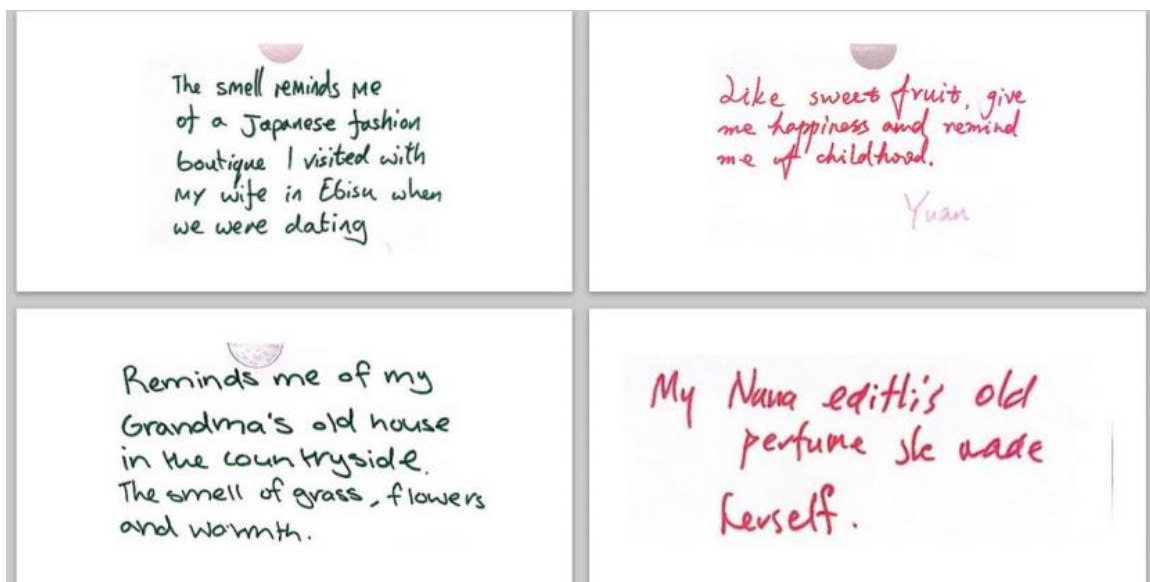 The smell reminds me
of a Japanese fashion
boutique I visited with
my wife in Ebisu when
we were dating
Like sweet fruit, give
me happiness and remind
me of childhood.
Yuan
Reminds me of my
Grandma's old house
in the countryside.
The smell of grass, flowers
and warmth.
My Nana edith's old
perfume she made
herself.